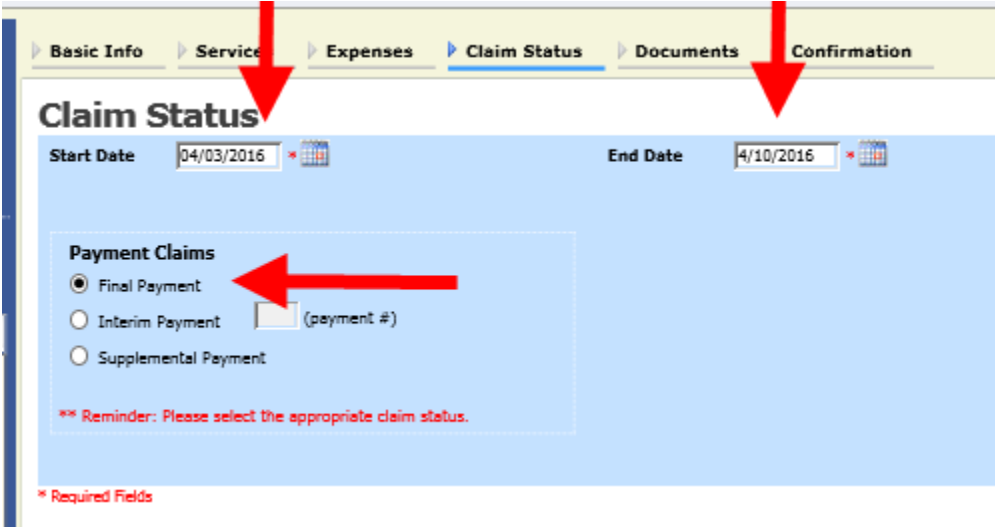 Basic Info Service Expenses Claim Status Documents Confirmation
Claim Status
Start Date 04/03/2016 * End Date 4/10/2016 *
Payment Claims
Final Payment
Interim Payment (payment #)
Supplemental Payment
** Reminder: Please select the appropriate claim status.
* Required Fields